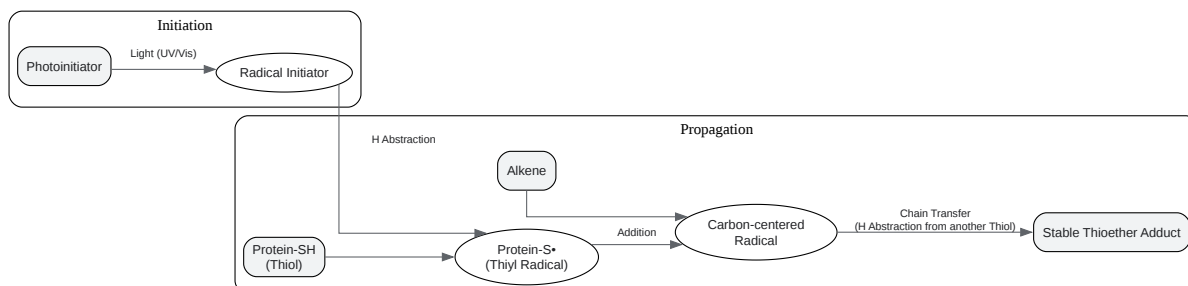 Initiation
Photoinitiator
Light (UV/Vis)
Radical Initiator
Propagation
H Abstraction
Alkene
Protein-SH
(Thiol)
Protein-S•
(Thiyl Radical)
Addition
Carbon-centered
Radical
Chain Transfer
(H Abstraction from another Thiol)
Stable Thioether Adduct